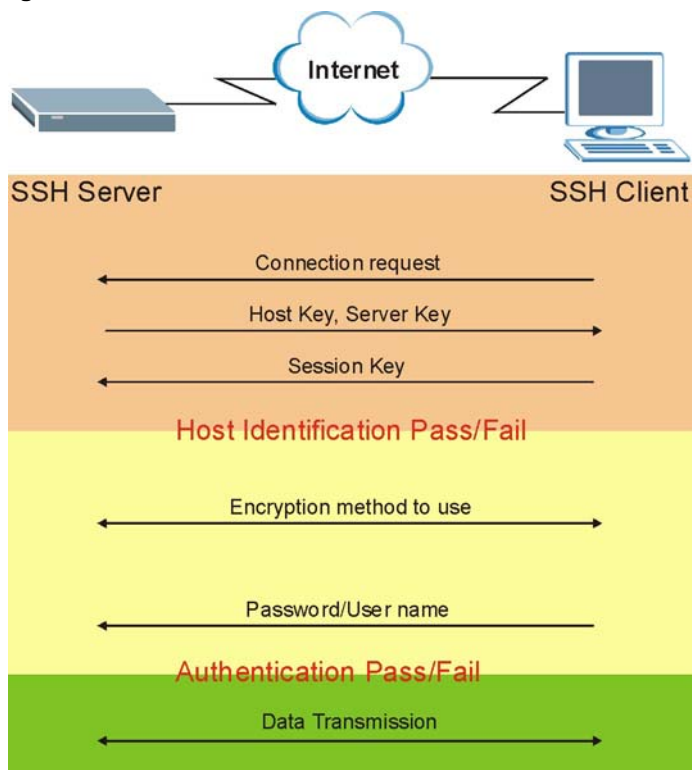 Internet
SSH Server
SSH Client
Connection request
Host Key, Server Key
Session Key
Host Identification Pass/Fail
Encryption method to use
Password/User name
Authentication Pass/Fail
Data Transmission